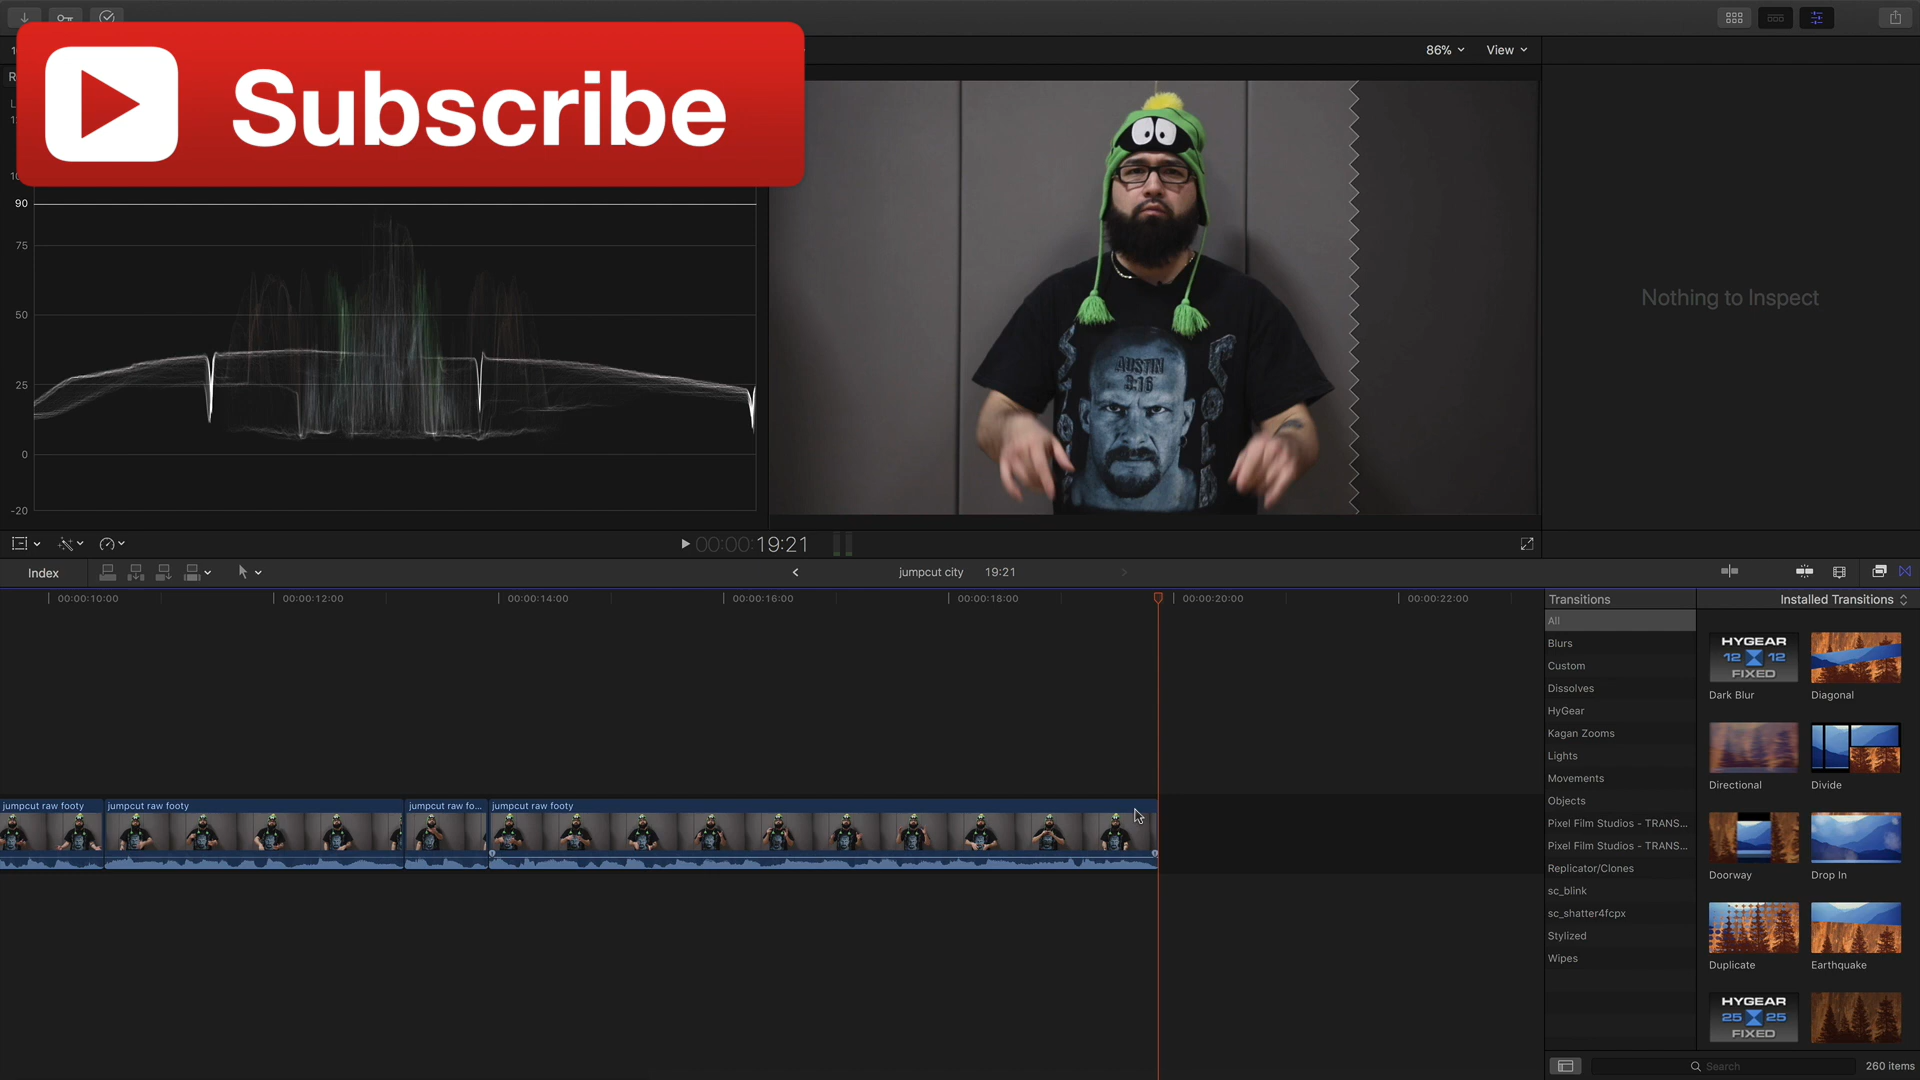 Subscribe
86%
View
90
75
50
25
0
-20
AUSTIN
3:16
Nothing to Inspect
00:00:00:19:21
Index
jumpcut city
19:21
00:00:10:00
00:00:12:00
00:00:14:00
00:00:16:00
00:00:18:00
00:00:20:00
00:00:22:00
jumpcut raw footy
jumpcut raw footy
jumpcut raw fo...
jumpcut raw footy
Transitions
All
Blurs
Custom
Dissolves
HyGear
Kagan Zooms
Lights
Movements
Objects
Pixel Film Studios - TRANS...
Pixel Film Studios - TRANS...
Replicator/Clones
sc_blink
sc_shatter4fcpx
Stylized
Wipes
Installed Transitions
HYGEAR
12 12
FIXED
Dark Blur
Diagonal
Directional
Divide
Doorway
Drop In
Duplicate
Earthquake
HYGEAR
25 25
FIXED
Search
260 items